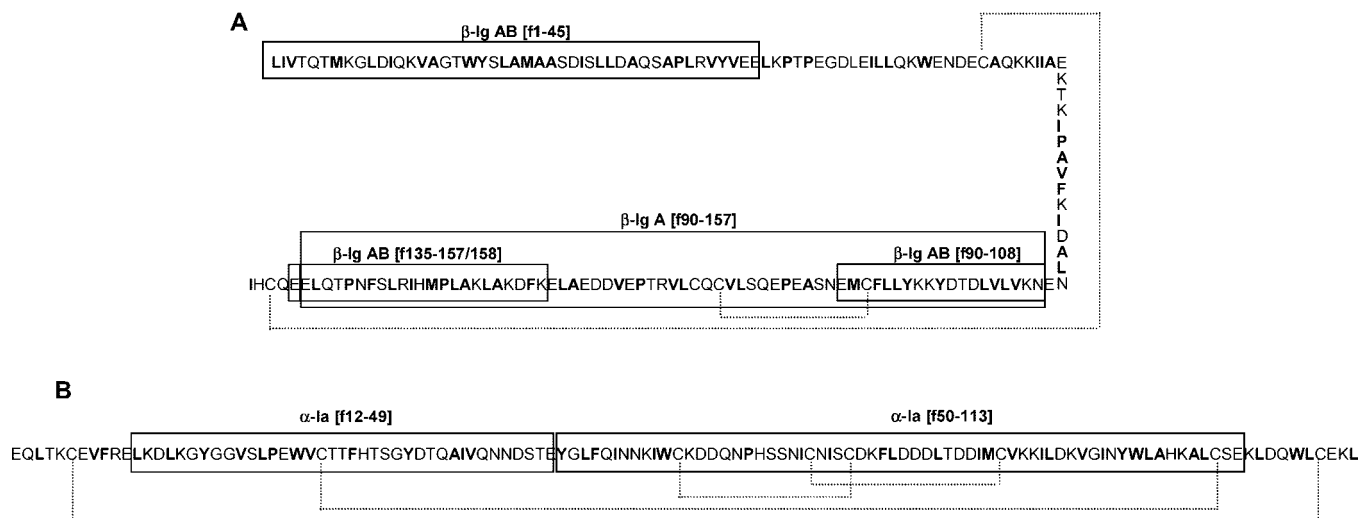 A
β-lg AB [f1-45]
LIVTQTMKGLDIQKVAGTWYSLAMAASDISLLDAQSAPLRVYVEELKPTPEGDLEILLQKWENDECAQKKIIAE
K
T
K
I
P
A
V
F
K
I
D
A
L
N
β-lg A [f90-157]
β-lg AB [f135-157/158]
β-lg AB [f90-108]
IHCQEELQTPNFSLRIHMPLAKLAKDFKELAEDDVEPTRVLCQCVLSQEPEASNEMCFLLYKKYDTDLVLVKNE
B
α-la [f12-49]
α-la [f50-113]
EQLTKCEVFRELKDLKGYGGVSLPEWVCTTFHTSGYDTQAIVQNNDSTEYGLFQINNKIWCKDDQNPHSSNICNISCDKFLDDDLTDDIMCVKKILDKVGINYWLAHKALCSEKLDQWLCEKL